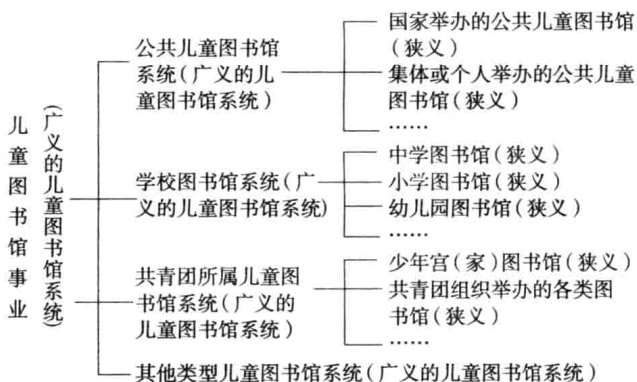 儿童图书馆事业
(广义的儿童图书馆系统)
公共儿童图书馆
系统(广义的儿
童图书馆系统)
国家举办的公共儿童图书馆
(狭义)
集体或个人举办的公共儿童
图书馆(狭义)
……
学校图书馆系统(广
义的儿童图书馆系统)
中学图书馆(狭义)
小学图书馆(狭义)
幼儿园图书馆(狭义)
……
共青团所属儿童图
书馆系统(广义的
儿童图书馆系统)
少年宫(家)图书馆(狭义)
共青团组织举办的各类图
书馆(狭义)
……
其他类型儿童图书馆系统(广义的儿童图书馆系统)